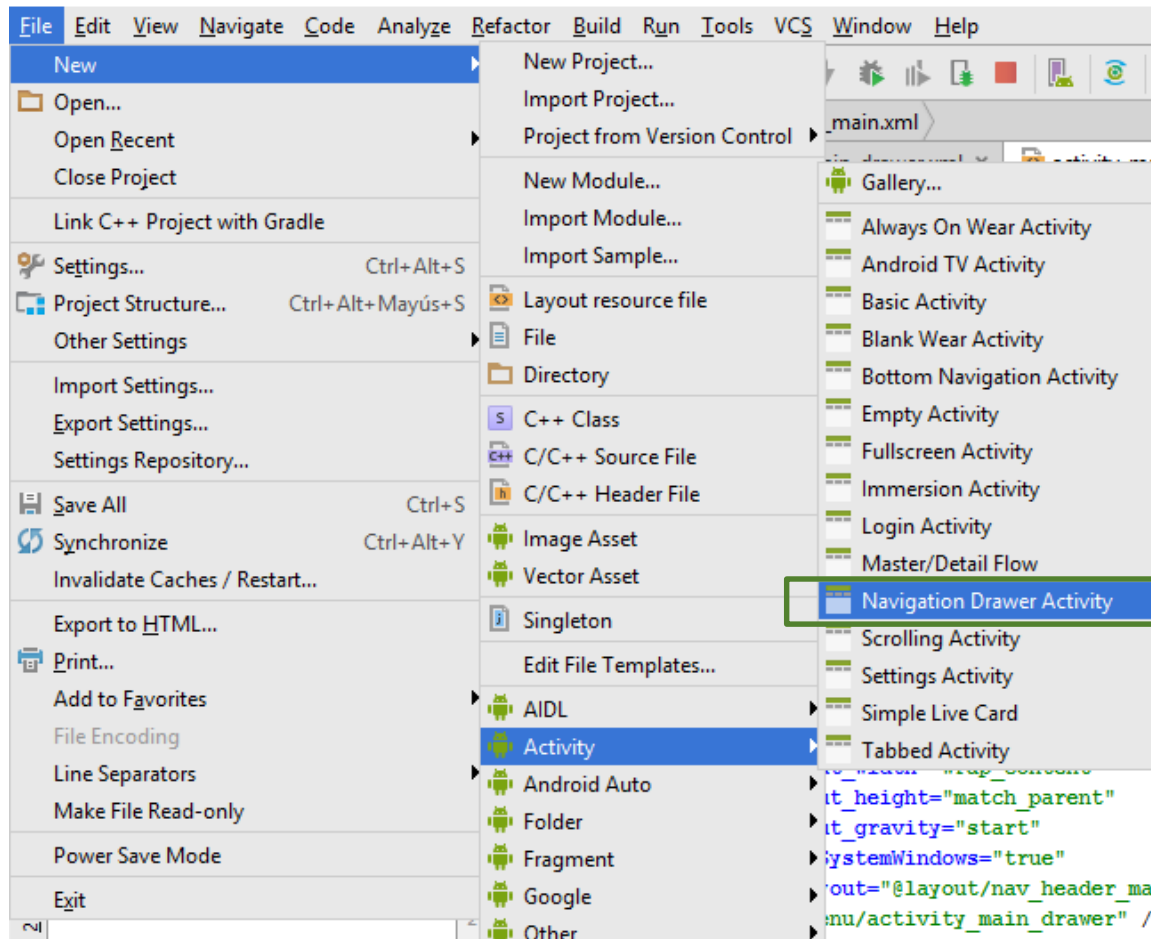 File Edit View Navigate Code Analyze Refactor Build Run Tools VCS Window Help
New
Open...
Open Recent
Close Project
Link C++ Project with Gradle
Settings... Ctrl+Alt+S
Project Structure... Ctrl+Alt+Mayús+S
Other Settings
Import Settings...
Export Settings...
Settings Repository...
Save All Ctrl+S
Synchronize Ctrl+Alt+Y
Invalidate Caches / Restart...
Export to HTML...
Print...
Add to Favorites
File Encoding
Line Separators
Make File Read-only
Power Save Mode
Exit
New Project...
Import Project...
Project from Version Control
New Module...
Import Module...
Import Sample...
Layout resource file
File
Directory
S C++ Class
C++ C/C++ Source File
h C/C++ Header File
Image Asset
Vector Asset
Singleton
Edit File Templates...
AIDL
Activity
Android Auto
Folder
Fragment
Google
Other
_main.xml
Gallery...
Always On Wear Activity
Android TV Activity
Basic Activity
Blank Wear Activity
Bottom Navigation Activity
Empty Activity
Fullscreen Activity
Immersion Activity
Login Activity
Master/Detail Flow
Navigation Drawer Activity
Scrolling Activity
Settings Activity
Simple Live Card
Tabbed Activity
ut_height="match_parent"
ut_gravity="start"
SystemWindows="true"
out="@layout/nav_header_ma
enu/activity_main_drawer" /